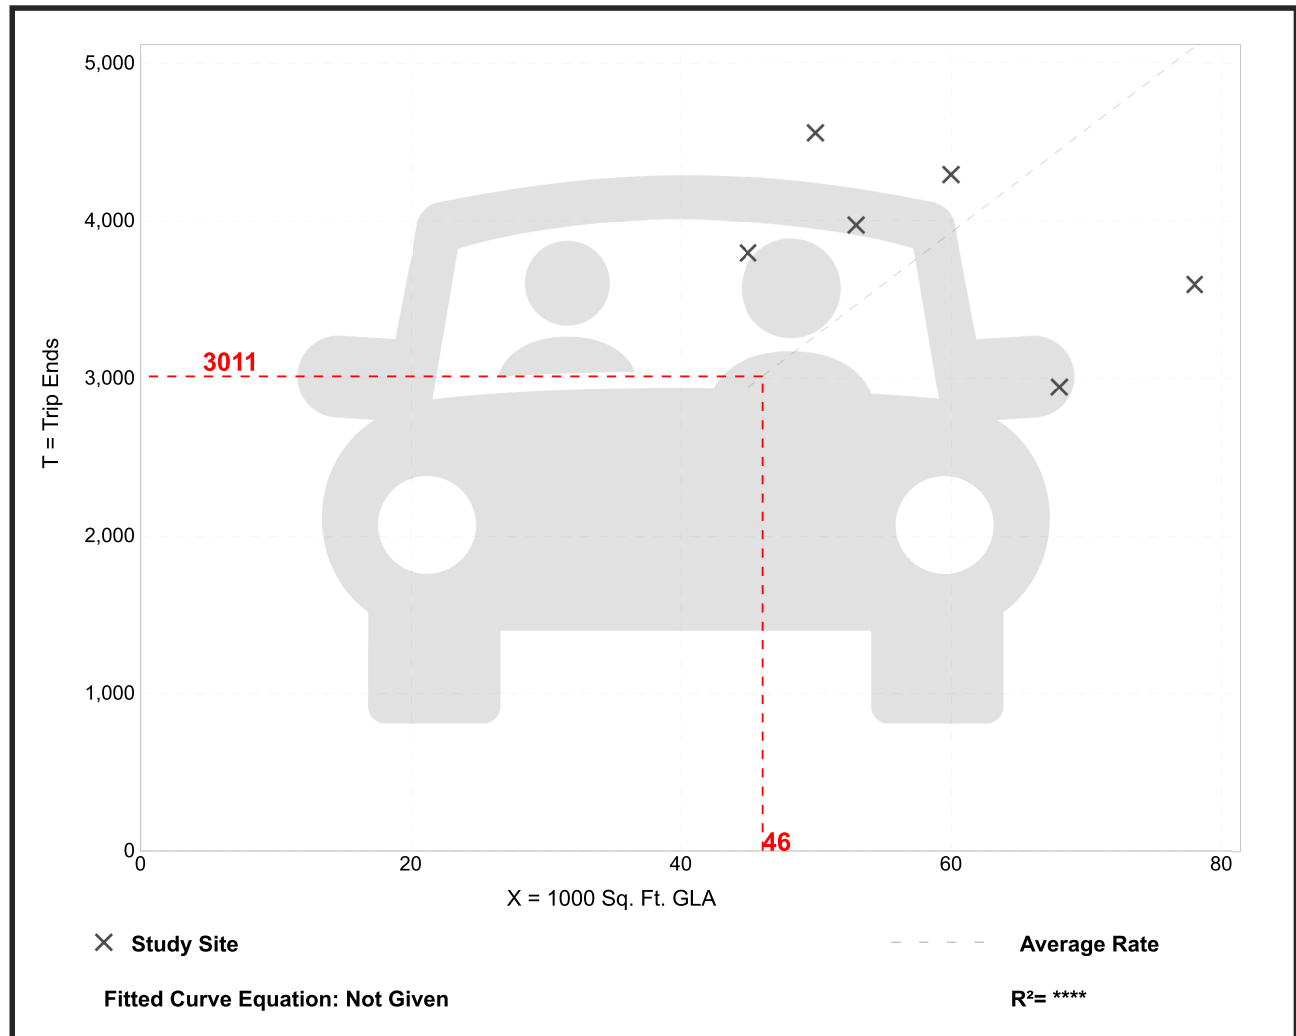 5,000
4,000
3,000
2,000
1,000
0
T = Trip Ends
3011
46
0
20
40
60
80
X = 1000 Sq. Ft. GLA
Study Site
Average Rate
Fitted Curve Equation: Not Given
R²= ****